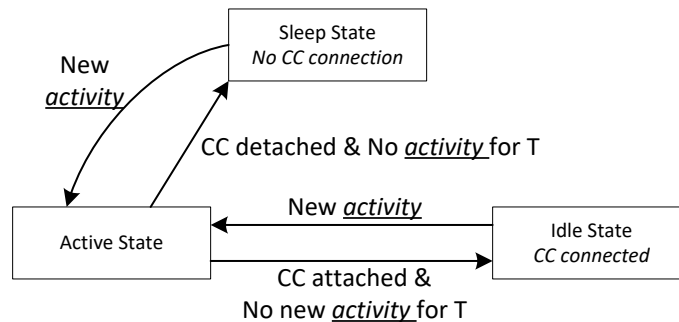 Sleep State
No CC connection
New
activity
CC detached & No activity for T
New activity
Active State
Idle State
CC connected
CC attached &
No new activity for T